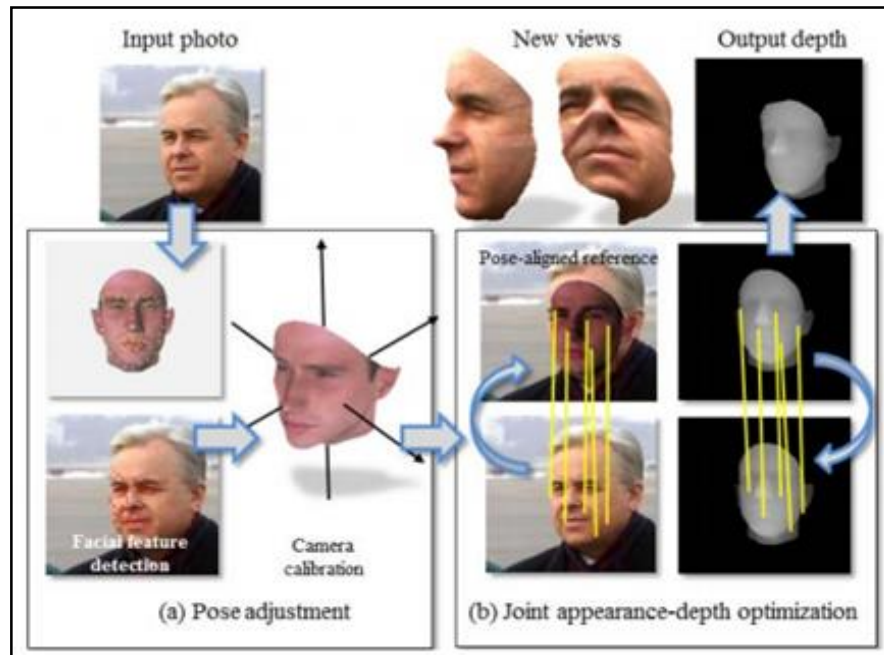 Input photo
New views
Output depth
Pose-aligned reference
Facial feature
detection
Camera
calibration
(a) Pose adjustment
(b) Joint appearance-depth optimization